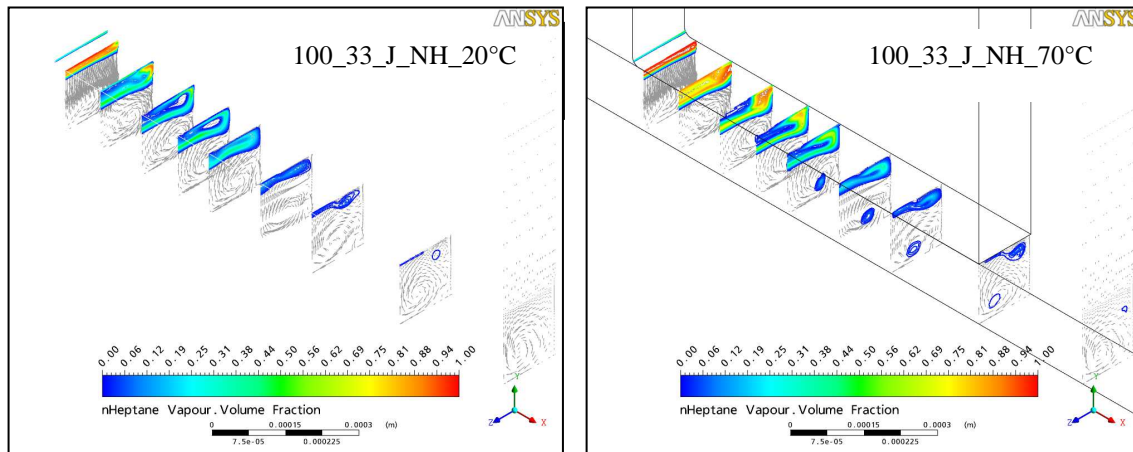 ANSYS
100_33_J_NH_20°C
0.00 0.06 0.12 0.19 0.25 0.31 0.38 0.44 0.50 0.56 0.62 0.69 0.75 0.81 0.88 0.94 1.00
nHeptane Vapour.Volume Fraction
0 0.00015 0.0003 (m)
7.5e-05 0.000225
Y
Z X
ANSYS
100_33_J_NH_70°C
0.00 0.06 0.12 0.19 0.25 0.31 0.38 0.44 0.50 0.56 0.62 0.69 0.75 0.81 0.88 0.94 1.00
nHeptane Vapour.Volume Fraction
0 0.00015 0.0003 (m)
7.5e-05 0.000225
Y
Z X